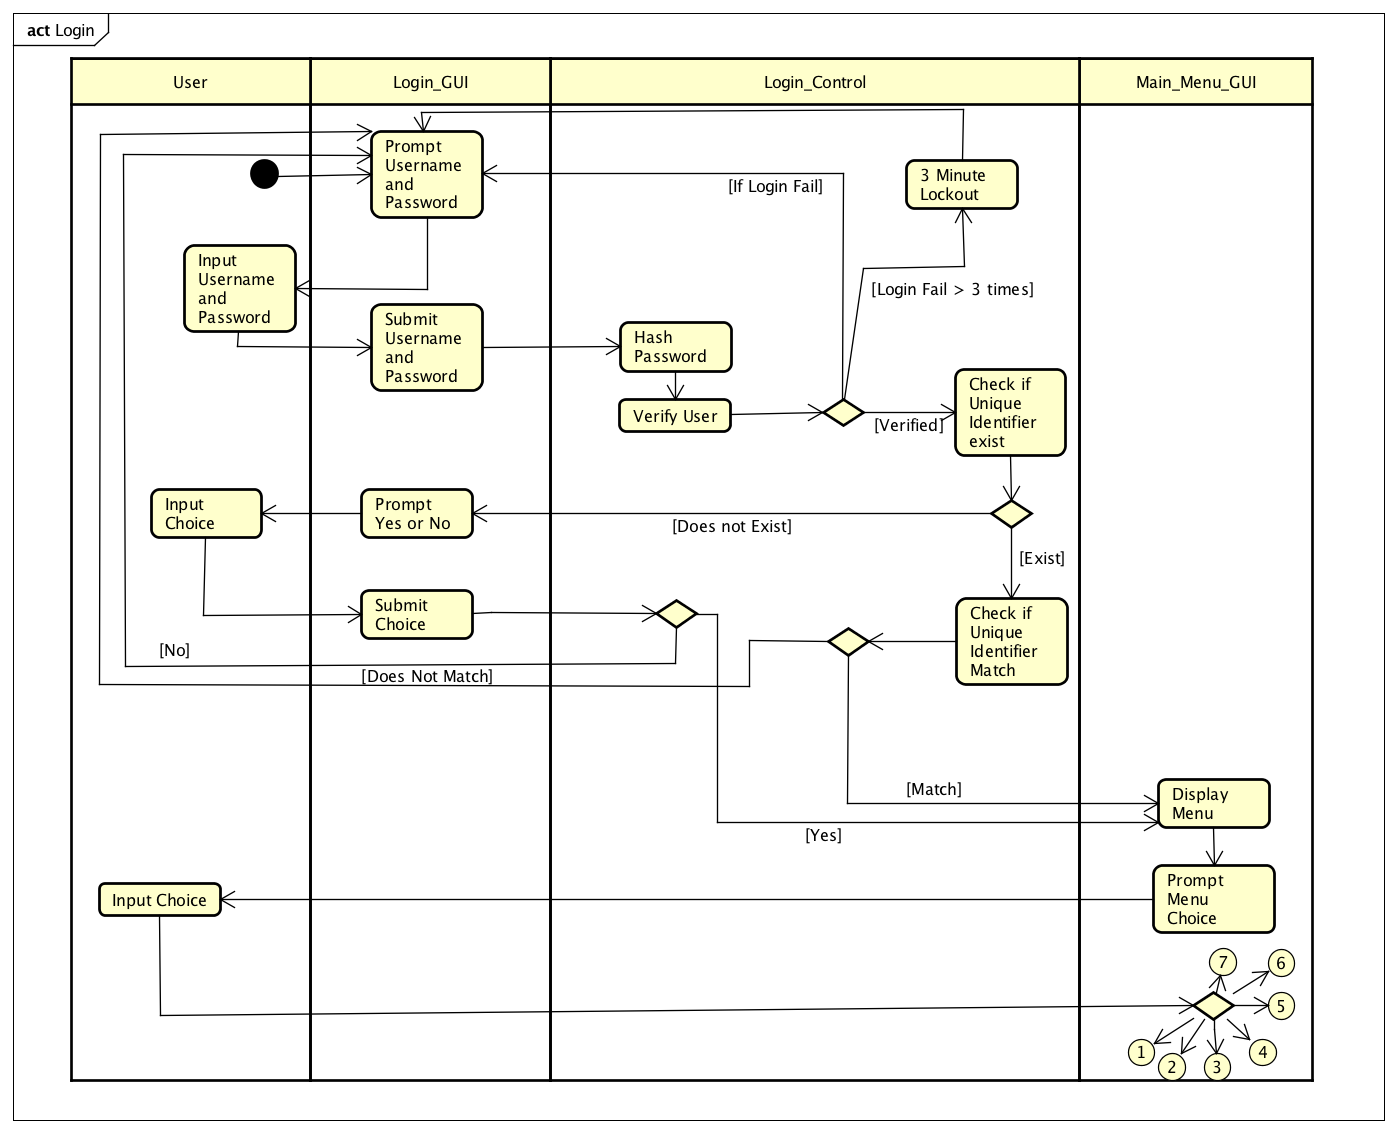 act Login
User
Login_GUI
Login_Control
Main_Menu_GUI
Prompt
Username
and
Password
[If Login Fail]
3 Minute
Lockout
Input
Username
and
Password
[Login Fail > 3 times]
Submit
Username
and
Password
Hash
Password
Verify User
[Verified]
Check if
Unique
Identifier
exist
Input
Choice
Prompt
Yes or No
[Does not Exist]
[Exist]
Submit
Choice
Check if
Unique
Identifier
Match
[No]
[Does Not Match]
[Match]
Display
Menu
[Yes]
Input Choice
Prompt
Menu
Choice
7
6
5
1
2
3
4